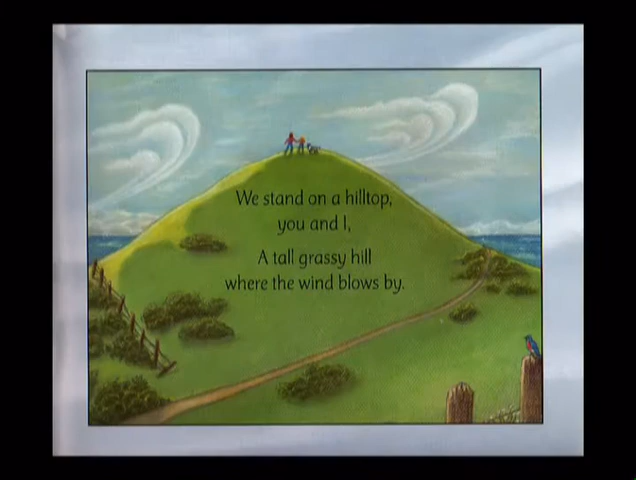 We stand on a hilltop,
you and I,
A tall grassy hill
where the wind blows by.